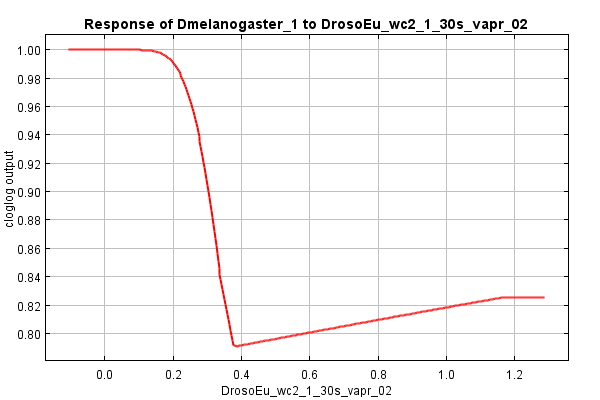 Response of Dmelanogaster_1 to DrosoEu_wc2_1_30s_vapr_02
cloglog output
1.00
0.98
0.96
0.94
0.92
0.90
0.88
0.86
0.84
0.82
0.80
0.0 0.2 0.4 0.6 0.8 1.0 1.2
DrosoEu_wc2_1_30s_vapr_02